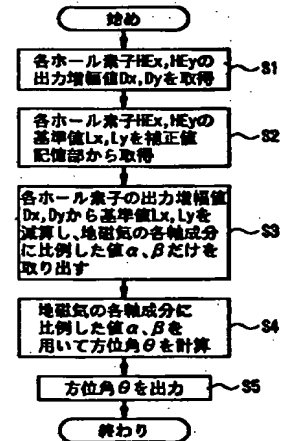 始め
各ホール素子HEx,HEyの
出力増幅値Dx,Dyを取得
S1
各ホール素子HEx,HEyの
基準値Lx,Lyを補正値
記憶部から取得
S2
各ホール素子の出力増幅値
Dx,Dyから基準値Lx,Lyを
減算し、地磁気の各軸成分
に比例した値α、βだけを
取り出す
S3
地磁気の各軸成分に
比例した値α、βを
用いて方位角θを計算
S4
方位角θを出力
S5
終わり